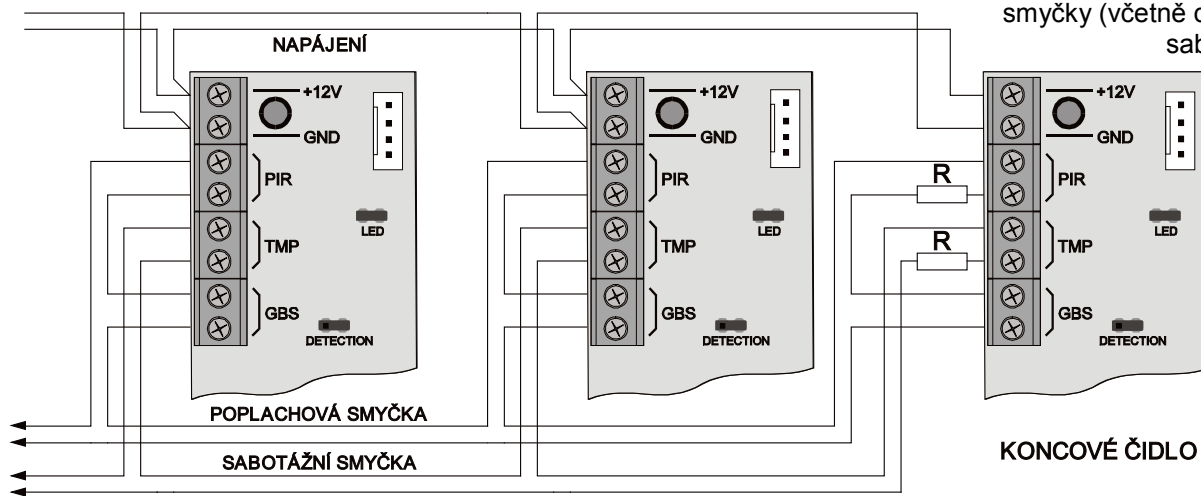 smyčky (včetně
NAPÁJENÍ
+12V
GND
PIR
TMP
GBS
LED
DETECTION
+12V
GND
PIR
TMP
GBS
LED
DETECTION
+12V
GND
PIR
TMP
GBS
LED
DETECTION
R
R
POPLACHOVÁ SMYČKA
SABOTÁŽNÍ SMYČKA
KONCOVÉ ČIDLO